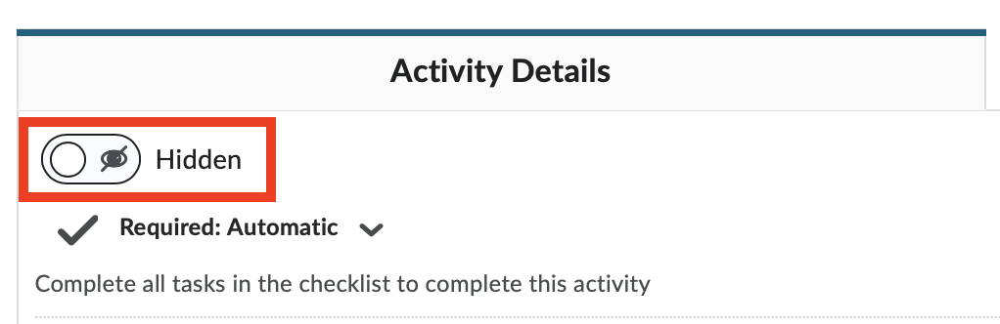 Activity Details
Hidden
Required: Automatic
Complete all tasks in the checklist to complete this activity